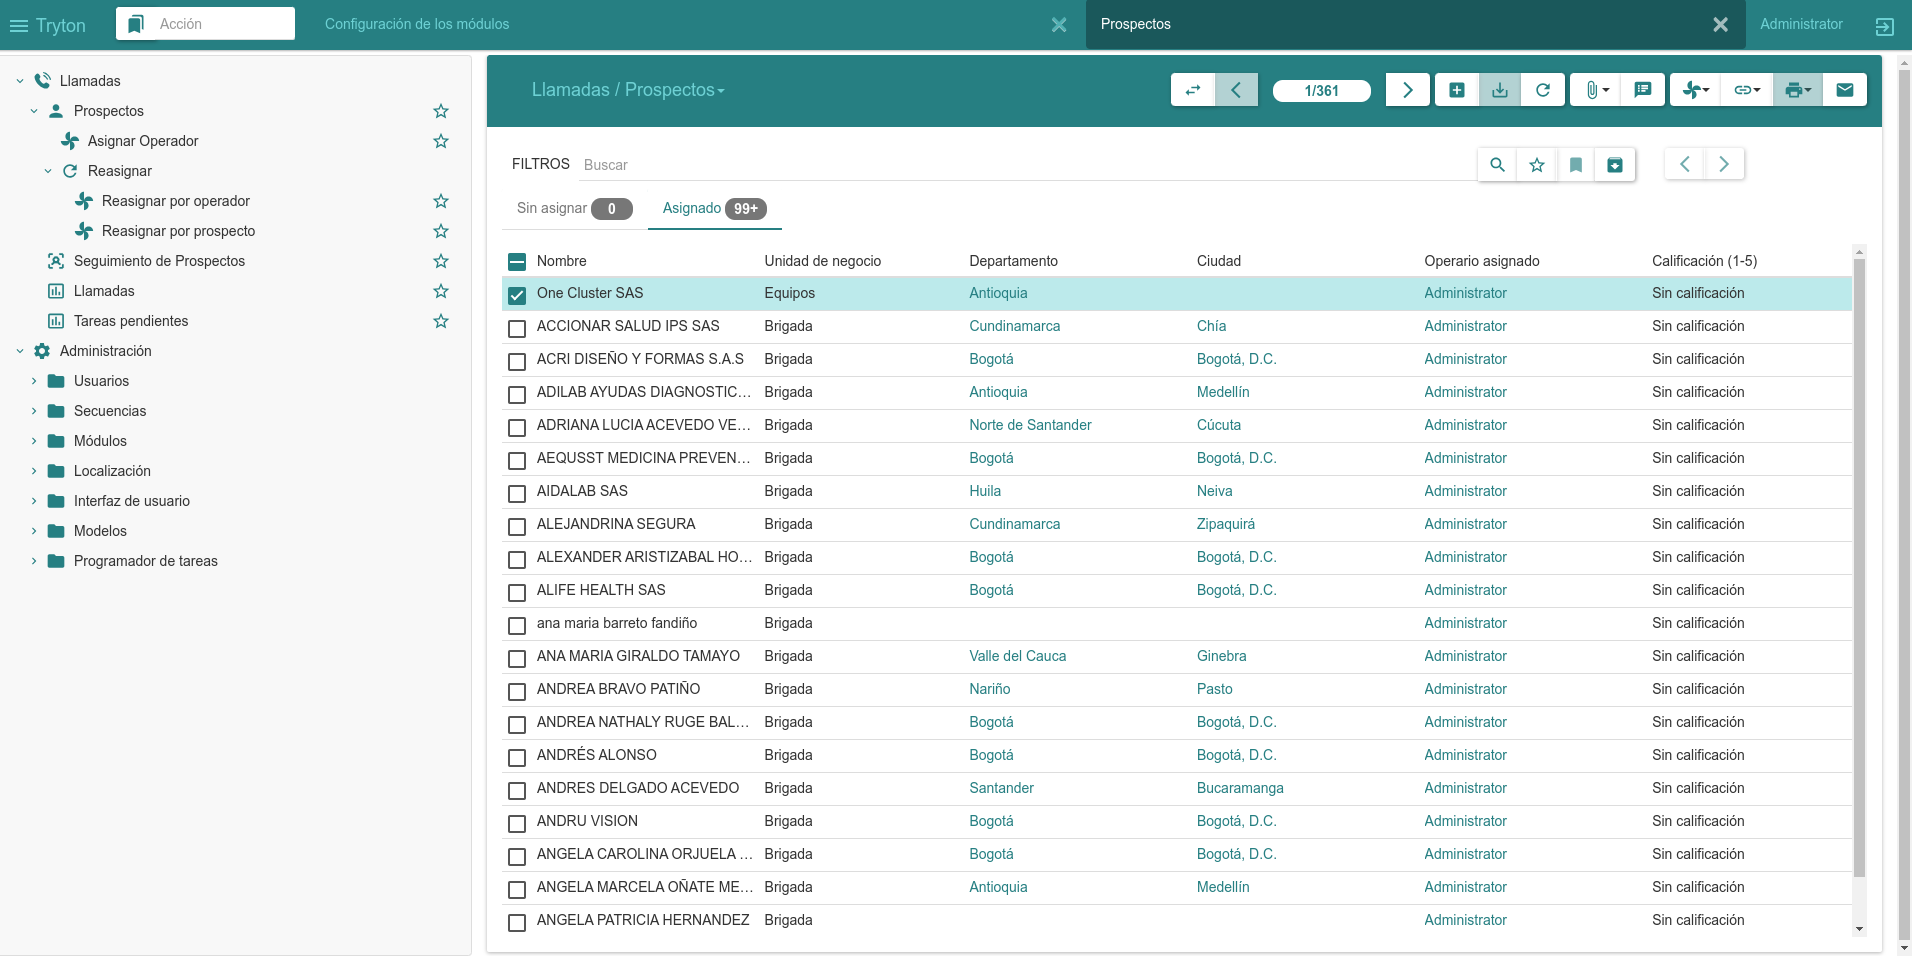 Tryton
Acción
Configuración de los módulos
Prospectos
Administrator
Llamadas
Prospectos
Asignar Operador
Reasignar
Reasignar por operador
Reasignar por prospecto
Seguimiento de Prospectos
Llamadas
Tareas pendientes
Administración
Usuarios
Secuencias
Módulos
Localización
Interfaz de usuario
Modelos
Programador de tareas
Llamadas / Prospectos
1/361
FILTROS Buscar
Sin asignar 0 Asignado 99+
Nombre Unidad de negocio Departamento Ciudad Operario asignado Calificación (1-5)
One Cluster SAS Equipos Antioquia Administrator Sin calificación
ACCIONAR SALUD IPS SAS Brigada Cundinamarca Chía Administrator Sin calificación
ACRI DISEÑO Y FORMAS S.A.S Brigada Bogotá Bogotá, D.C. Administrator Sin calificación
ADILAB AYUDAS DIAGNOSTIC... Brigada Antioquia Medellín Administrator Sin calificación
ADRIANA LUCIA ACEVEDO VE... Brigada Norte de Santander Cúcuta Administrator Sin calificación
AEQUSST MEDICINA PREVEN... Brigada Bogotá Bogotá, D.C. Administrator Sin calificación
AIDALAB SAS Brigada Huila Neiva Administrator Sin calificación
ALEJANDRINA SEGURA Brigada Cundinamarca Zipaquirá Administrator Sin calificación
ALEXANDER ARISTIZABAL HO... Brigada Bogotá Bogotá, D.C. Administrator Sin calificación
ALIFE HEALTH SAS Brigada Bogotá Bogotá, D.C. Administrator Sin calificación
ana maria barreto fandiño Brigada Administrator Sin calificación
ANA MARIA GIRALDO TAMAYO Brigada Valle del Cauca Ginebra Administrator Sin calificación
ANDREA BRAVO PATIÑO Brigada Nariño Pasto Administrator Sin calificación
ANDREA NATHALY RUGE BAL... Brigada Bogotá Bogotá, D.C. Administrator Sin calificación
ANDRÉS ALONSO Brigada Bogotá Bogotá, D.C. Administrator Sin calificación
ANDRES DELGADO ACEVEDO Brigada Santander Bucaramanga Administrator Sin calificación
ANDRU VISION Brigada Bogotá Bogotá, D.C. Administrator Sin calificación
ANGELA CAROLINA ORJUELA ... Brigada Bogotá Bogotá, D.C. Administrator Sin calificación
ANGELA MARCELA OÑATE ME... Brigada Antioquia Medellín Administrator Sin calificación
ANGELA PATRICIA HERNANDEZ Brigada Administrator Sin calificación